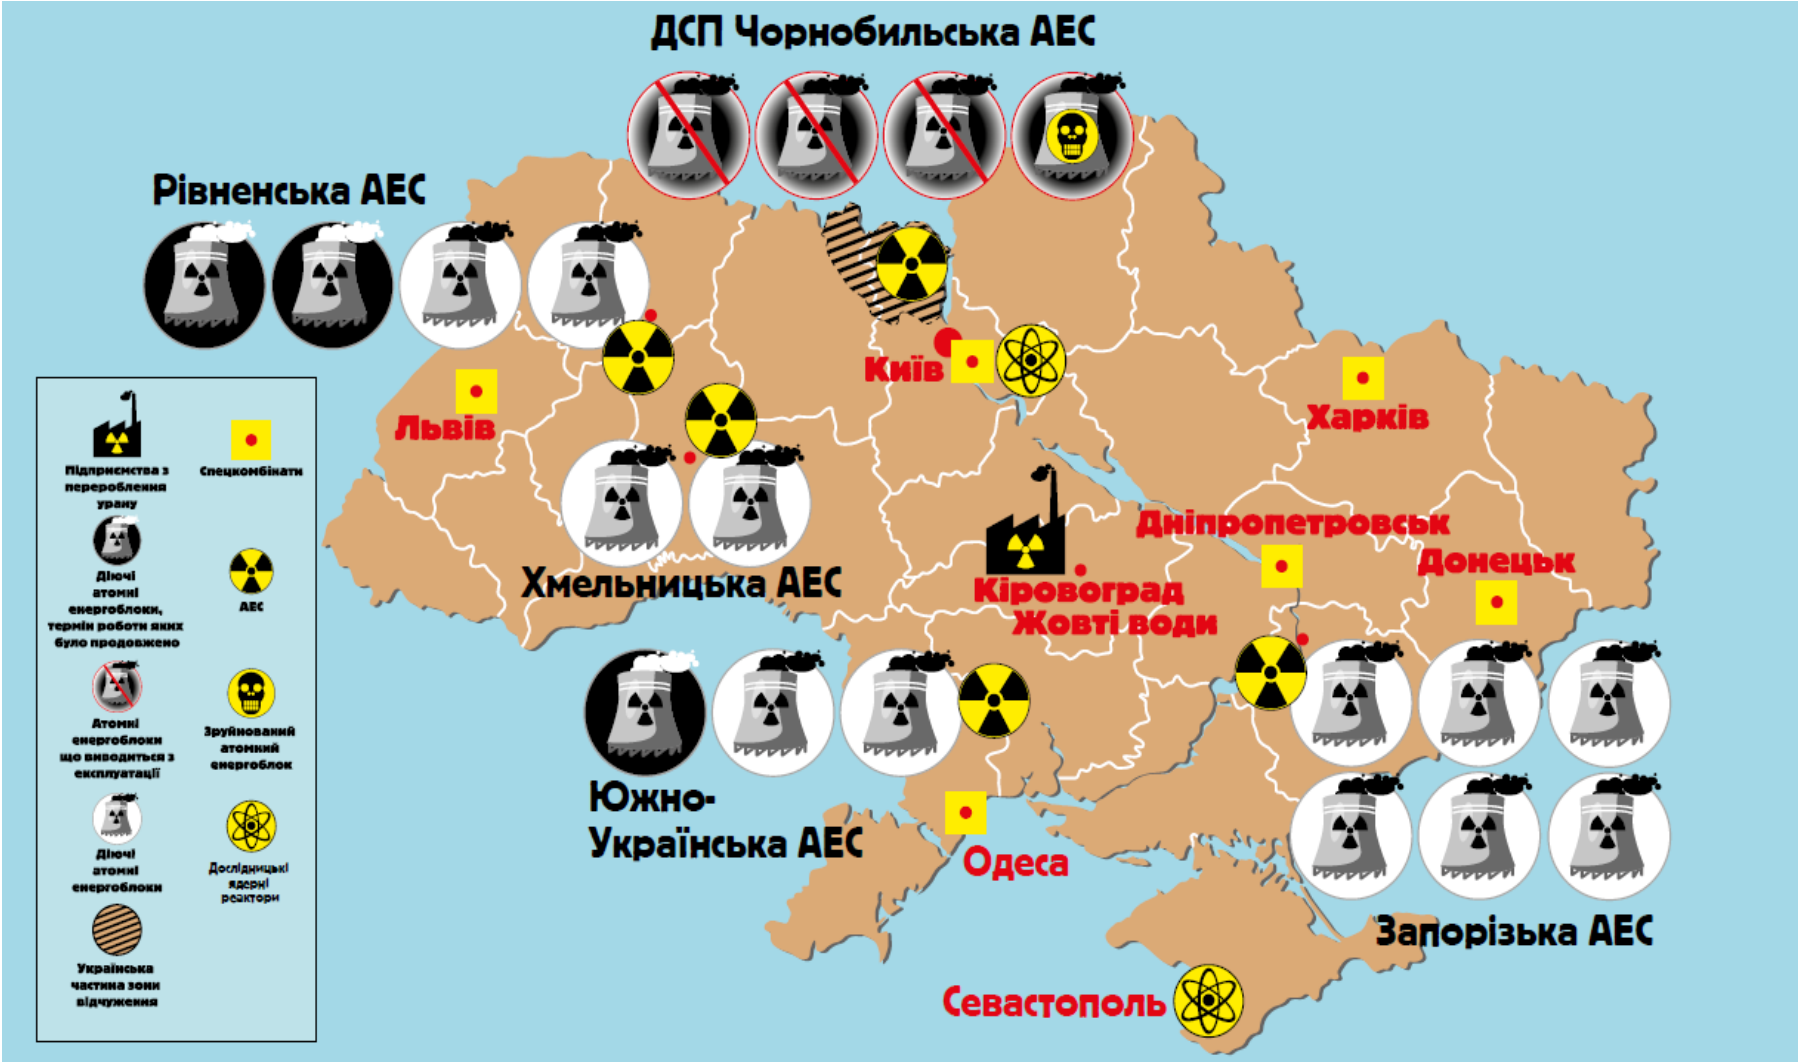 ДСП Чорнобильська АЕС
Рівненська АЕС
Київ
Львів
Харків
Дніпропетровськ
Донецьк
Хмельницька АЕС
Кіровоград
Жовті води
Южно-
Українська АЕС
Одеса
Запорізька АЕС
Севастополь
Підприємства з
перероблення
урану
Спецкомбінати
Діючі
атомні
енергоблоки,
термін роботи яких
було продовжено
АЕС
Атомні
енергоблоки
що виводиться з
експлуатації
Зруйнований
атомний
енергоблок
Діючі
атомні
енергоблоки
Дослідницькі
ядерні
реактори
Українська
частина зони
відчуження